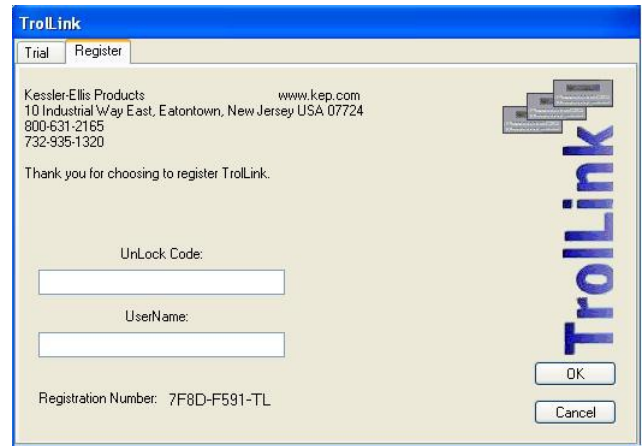 TrolLink
Trial Register
Kessler-Ellis Products www.kep.com
10 Industrial Way East, Eatontown, New Jersey USA 07724
800-631-2165
732-935-1320
Thank you for choosing to register TrolLink.
UnLock Code:
UserName:
Registration Number: 7F8D-F591-TL
TrolLink
OK
Cancel